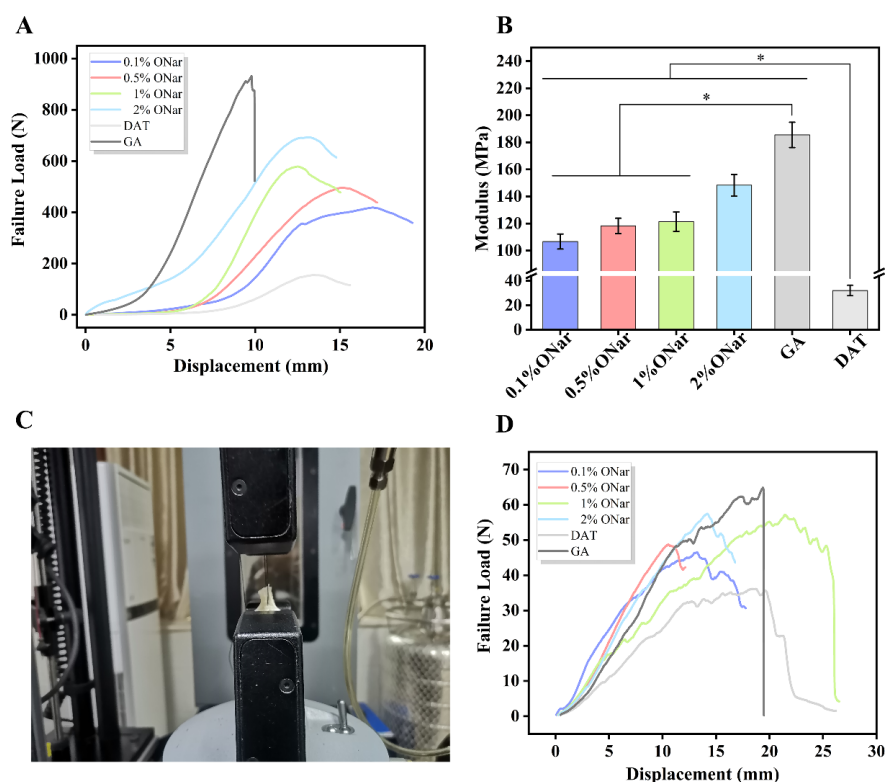 A
Failure Load (N)
1000
800
600
400
200
0
0.1% ONar
0.5% ONar
1% ONar
2% ONar
DAT
GA
0 5 10 15 20
Displacement (mm)
B
Modulus (MPa)
240
220
200
180
160
140
120
100
40
20
0
*
*
0.1%ONar 0.5%ONar 1%ONar 2%ONar GA DAT
C
D
Failure Load (N)
70
60
50
40
30
20
10
0
0.1% ONar
0.5% ONar
1% ONar
2% ONar
DAT
GA
0 5 10 15 20 25 30
Displacement (mm)